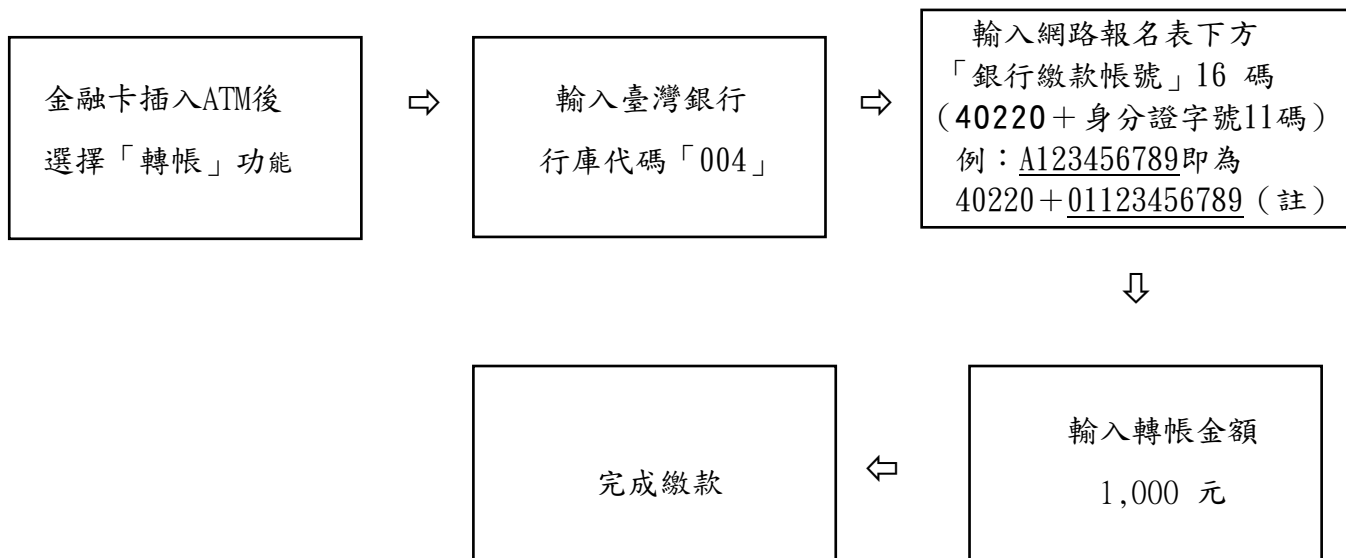 金融卡插入ATM後
選擇「轉帳」功能
⇨
輸入臺灣銀行
行庫代碼「004」
⇨
輸入網路報名表下方
「銀行繳款帳號」16 碼
（40220＋身分證字號11碼）
例：A123456789即為
40220＋01123456789（註）
⇩
輸入轉帳金額
1,000 元
⇦
完成繳款